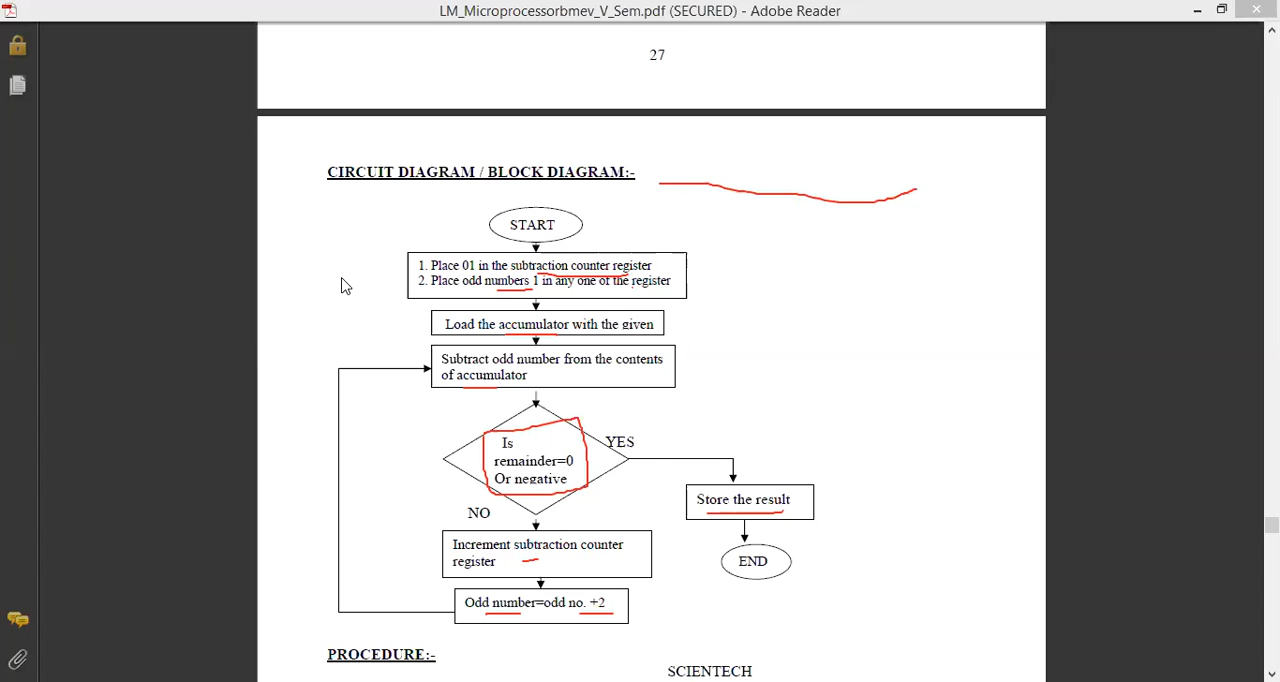 LM_Microprocessorbmev_V_Sem.pdf (SECURED) - Adobe Reader
27
CIRCUIT DIAGRAM / BLOCK DIAGRAM:-
START
1. Place 01 in the subtraction counter register
2. Place odd numbers 1 in any one of the register
Load the accumulator with the given
Subtract odd number from the contents
of accumulator
Is
remainder=0
Or negative
YES
NO
Store the result
Increment subtraction counter
register
END
Odd number=odd no. +2
PROCEDURE:-
SCIENTECH